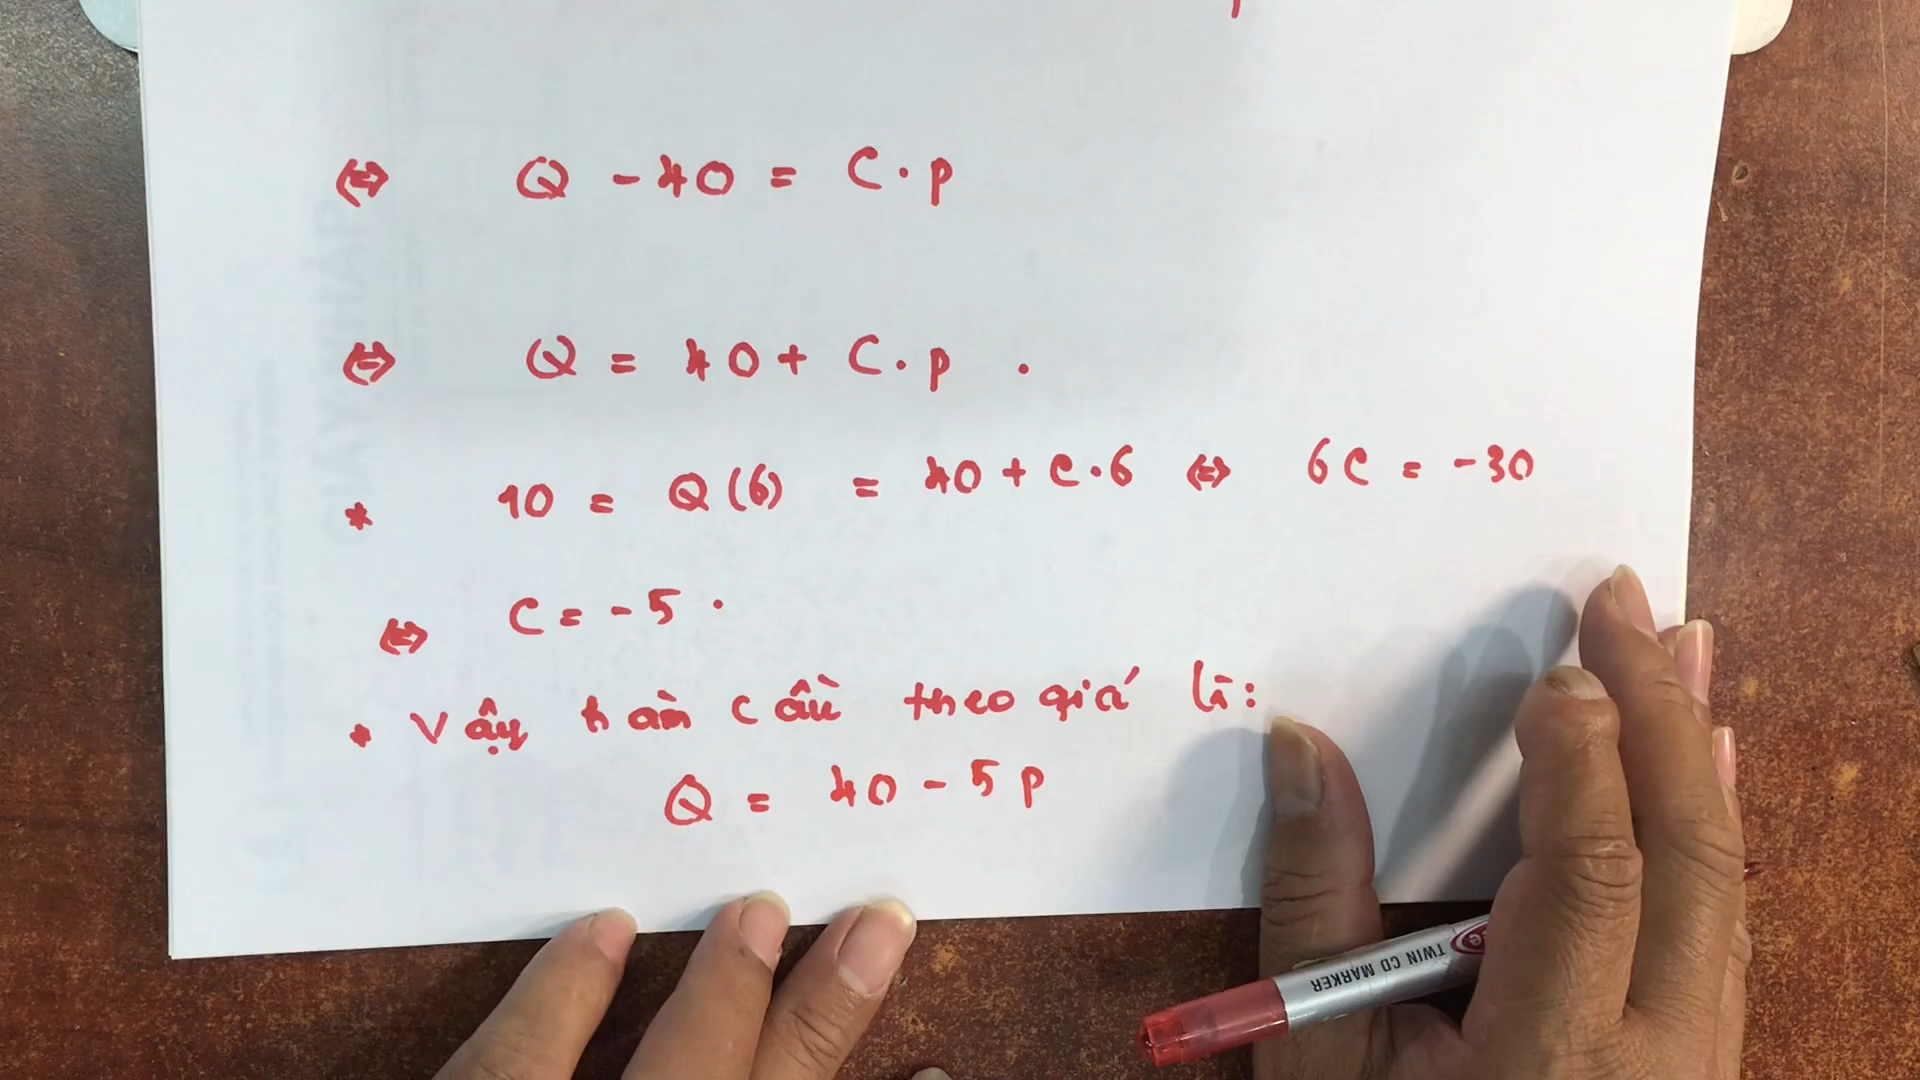 ⇔ Q - 40 = C.p
⇔ Q = 40 + C.p .
* 10 = Q(6) = 40 + C.6 ⇔ 6C = -30
⇔ C = -5 .
* Vậy hàm cầu theo giá là:
Q = 40 - 5p
TWIN CD MARKER